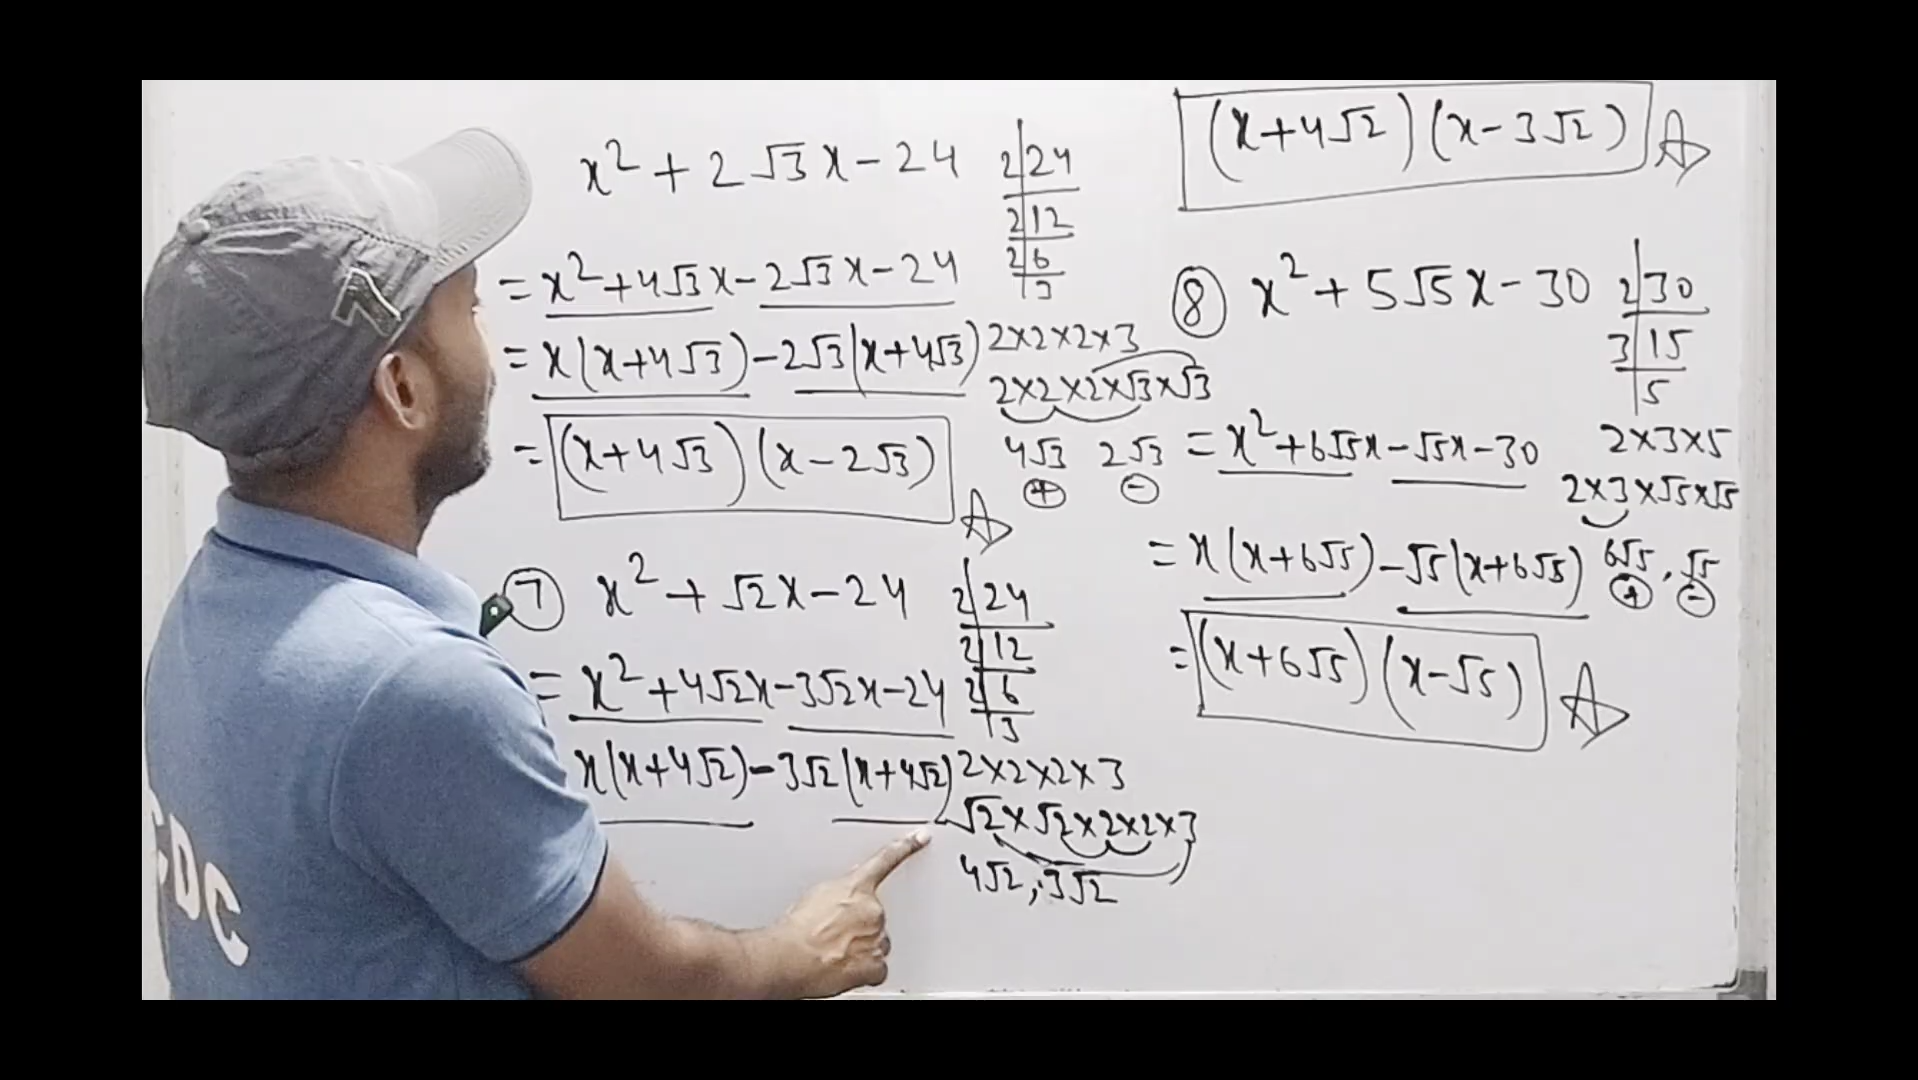 x² + 2√3x - 24
= x² + 4√3x - 2√3x - 24
= x(x+4√3) - 2√3(x+4√3)
= (x+4√3)(x-2√3)
2|24
2|12
2|6
3
2×2×2×3
2×2×2×√3×√3
4√3 2√3
+ -
7 x² + √2x - 24
= x² + 4√2x - 3√2x - 24
x(x+4√2) - 3√2(x+4√2)
2|24
2|12
2|6
3
2×2×2×3
√2×√2×2×2×3
4√2, 3√2
(x+4√2)(x-3√2) A
8 x² + 5√5x - 30
= x² + 6√5x - √5x - 30
= x(x+6√5) - √5(x+6√5)
= (x+6√5)(x-√5)
2|30
3|15
5
2×3×5
2×3×√5×√5
6√5, √5
+ -
CDC